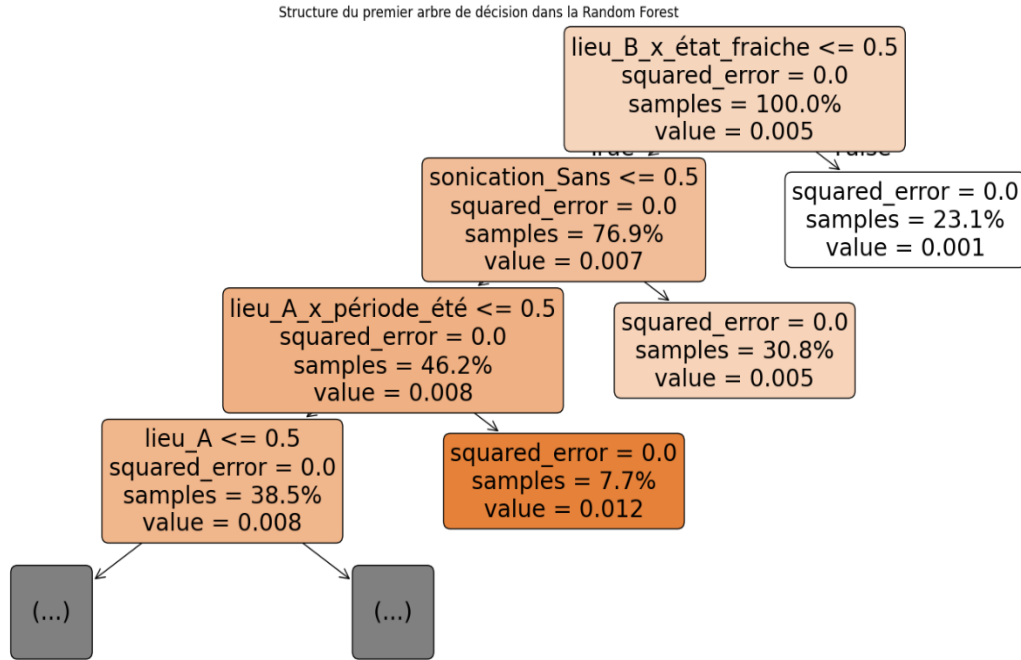 Structure du premier arbre de décision dans la Random Forest
lieu_B_x_état_fraiche <= 0.5
squared_error = 0.0
samples = 100.0%
value = 0.005
True
False
sonication_Sans <= 0.5
squared_error = 0.0
samples = 76.9%
value = 0.007
squared_error = 0.0
samples = 23.1%
value = 0.001
lieu_A_x_période_été <= 0.5
squared_error = 0.0
samples = 46.2%
value = 0.008
squared_error = 0.0
samples = 30.8%
value = 0.005
lieu_A <= 0.5
squared_error = 0.0
samples = 38.5%
value = 0.008
squared_error = 0.0
samples = 7.7%
value = 0.012
(...)
(...)